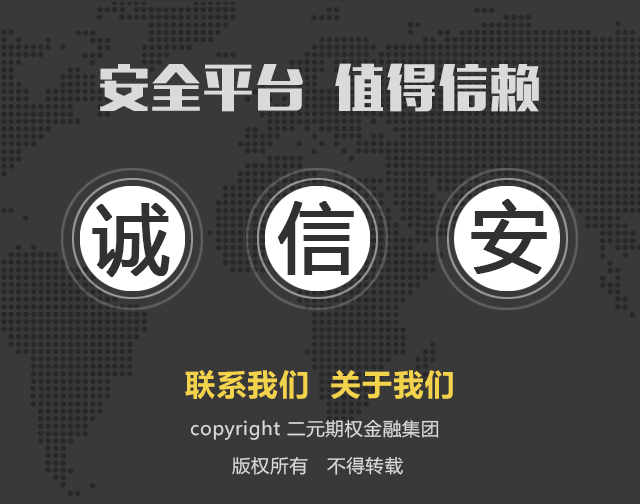 安全平台 值得信赖
诚 信 安
联系我们 关于我们
copyright 二元期权金融集团
版权所有 不得转载